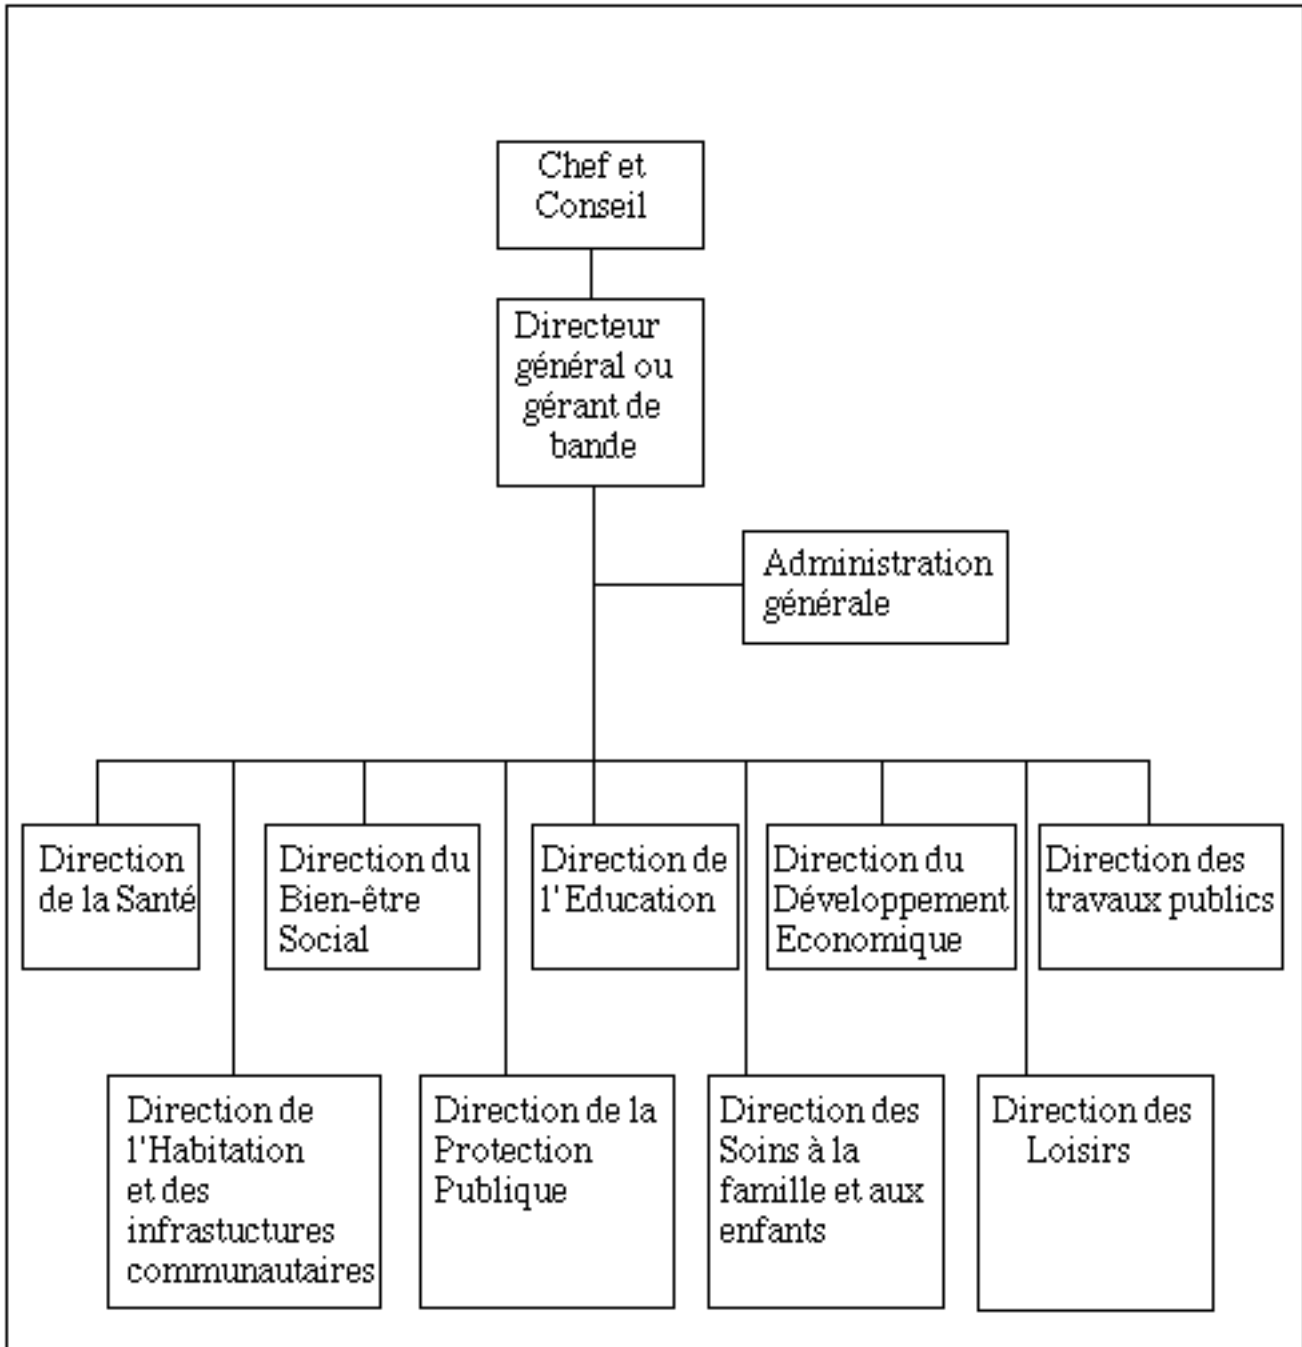 Chef et
Conseil
Directeur
général ou
gérant de
bande
Administration
générale
Direction
de la Santé
Direction du
Bien-être
Social
Direction de
l'Education
Direction du
Développement
Economique
Direction des
travaux publics
Direction de
l'Habitation
et des
infrastuctures
communautaires
Direction de la
Protection
Publique
Direction des
Soins à la
famille et aux
enfants
Direction des
Loisirs